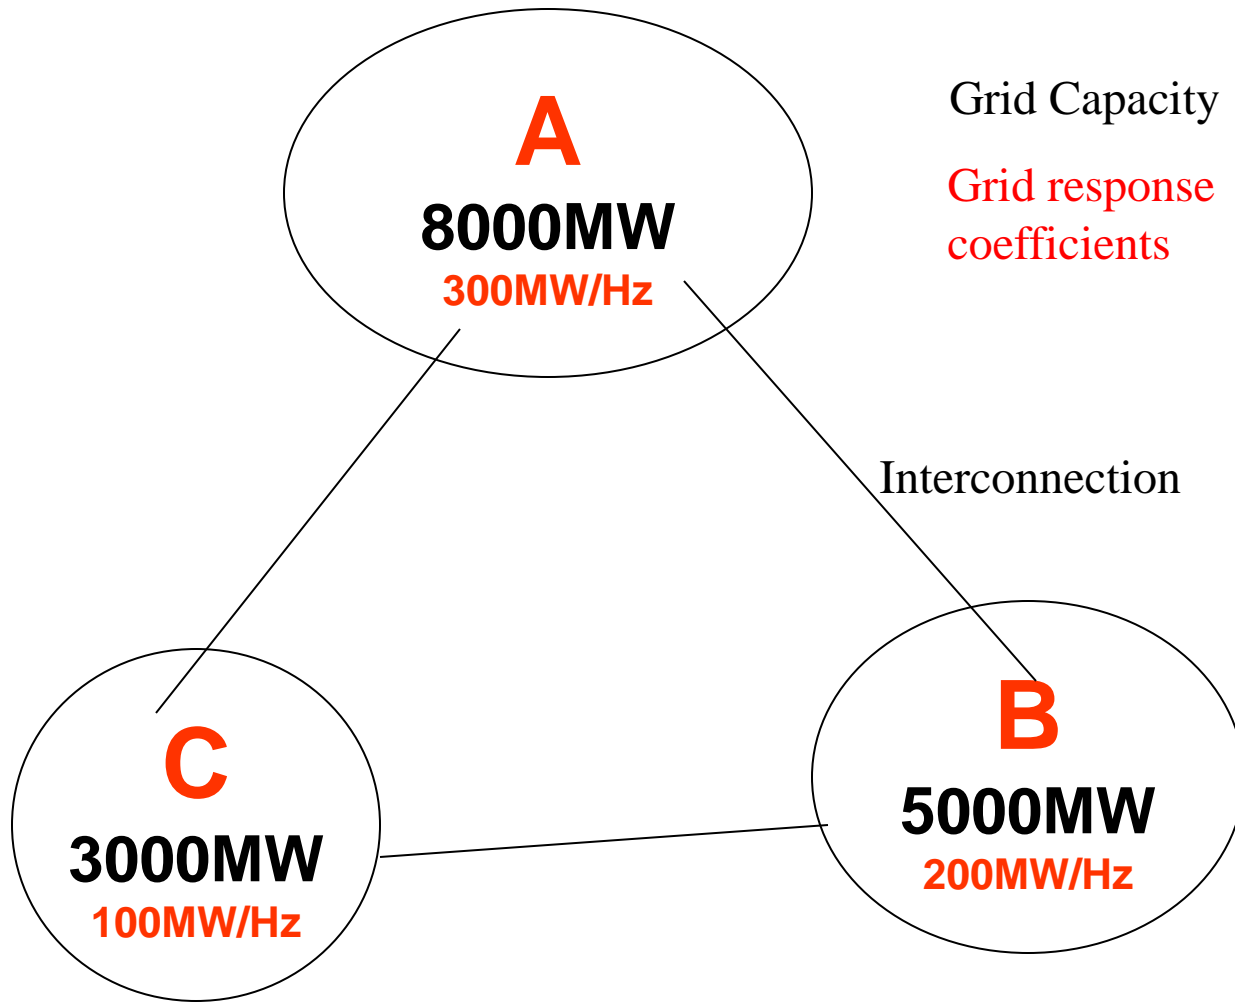 A
8000MW
300MW/Hz
Grid Capacity
Grid response
coefficients
Interconnection
C
3000MW
100MW/Hz
B
5000MW
200MW/Hz